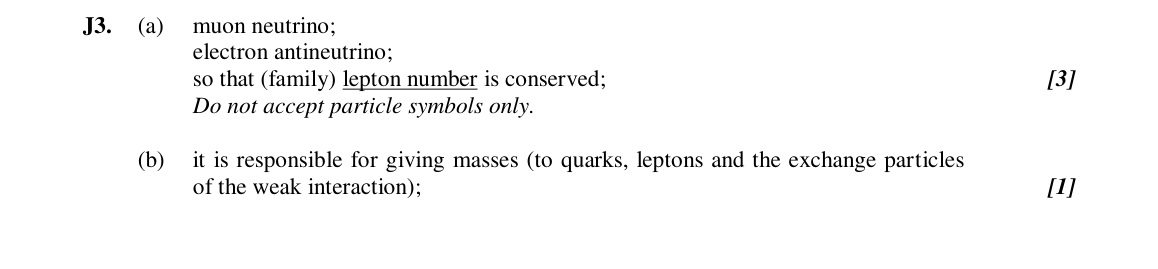 J3. (a) muon neutrino;
electron antineutrino;
so that (family) lepton number is conserved; [3]
Do not accept particle symbols only.
(b) it is responsible for giving masses (to quarks, leptons and the exchange particles
of the weak interaction); [1]